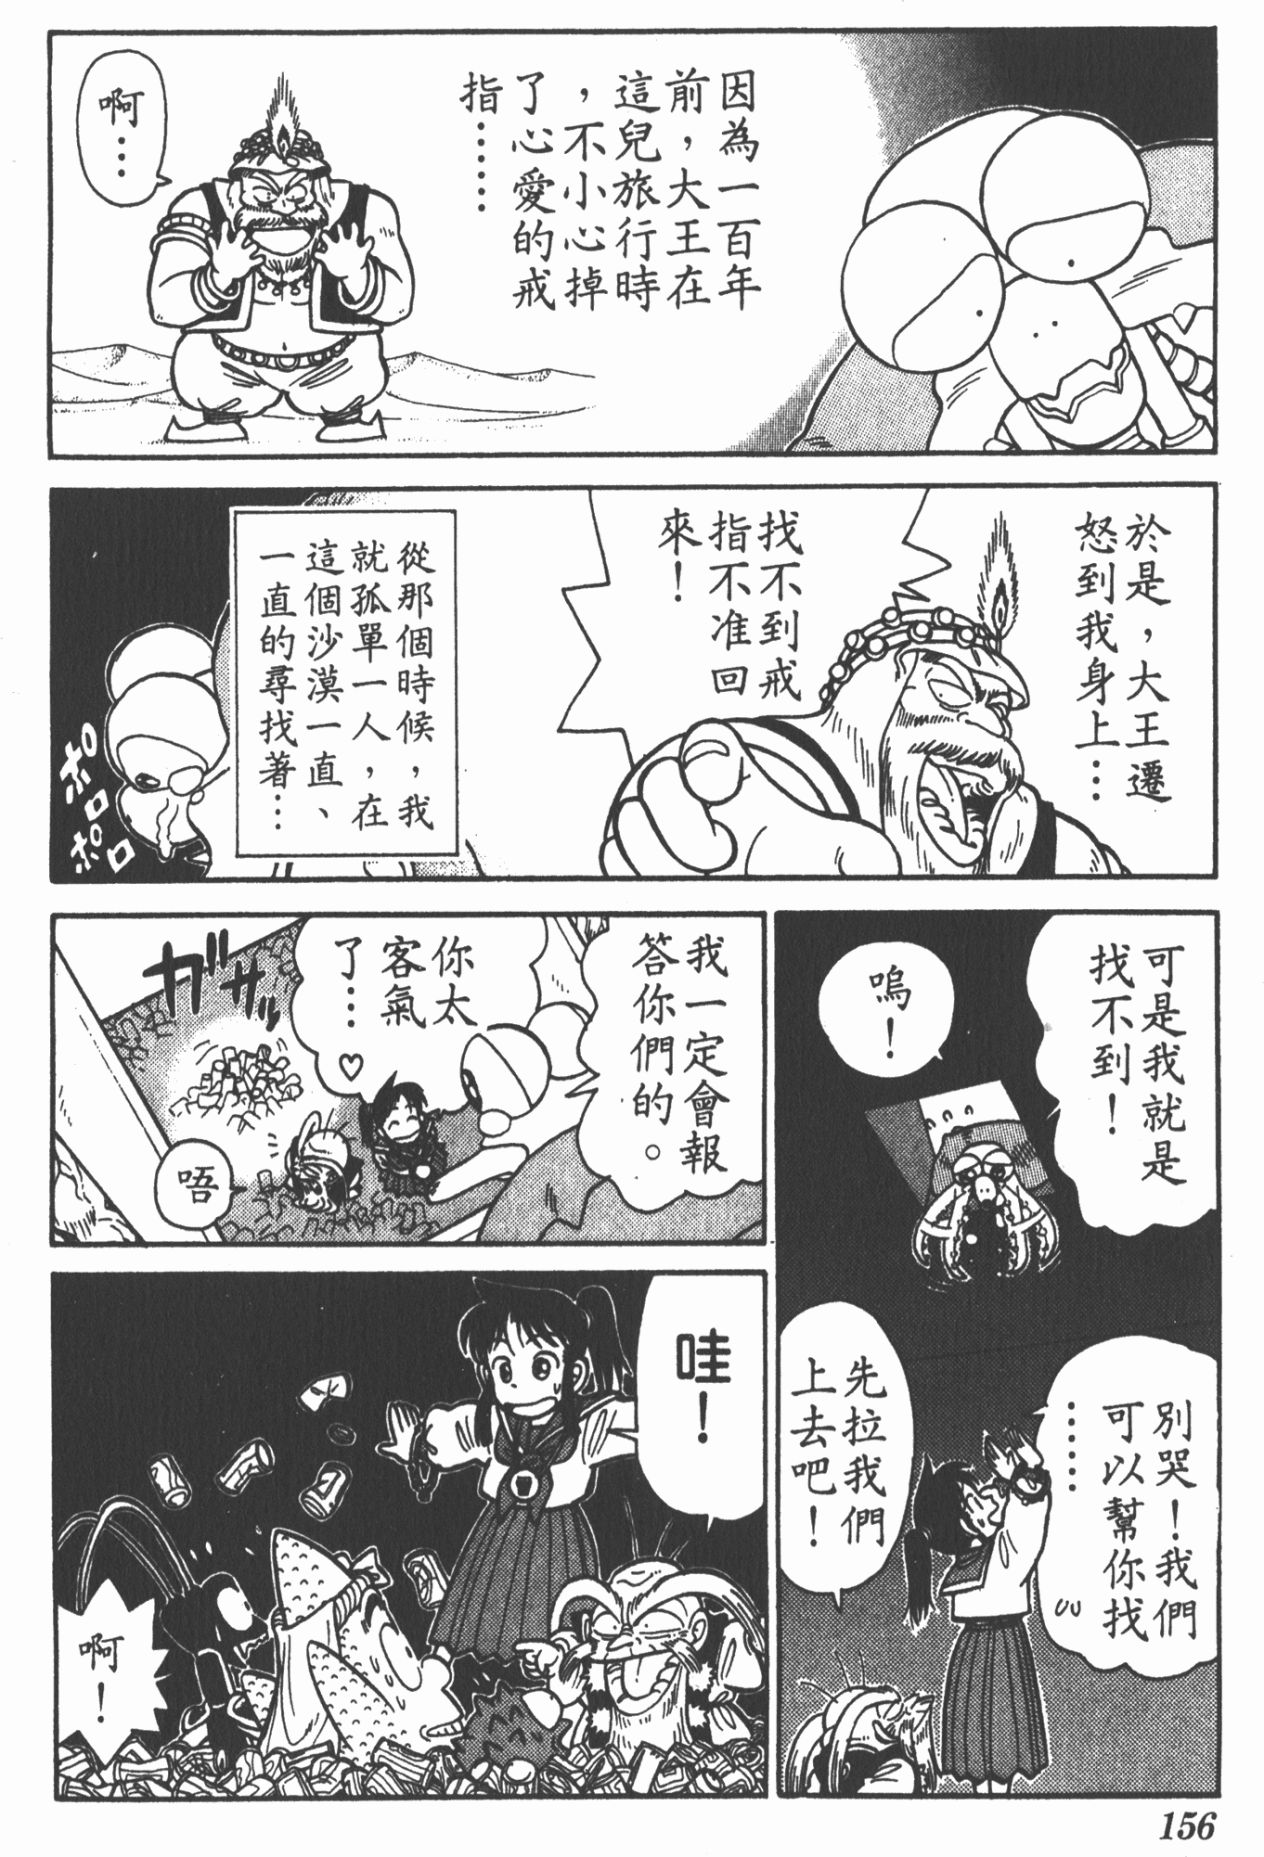 因為一百年
前，大王在
這兒旅行時
，不小心掉
了心愛的戒
指……
啊…
於是，大王遷
怒到我身上…
找不到戒
指不准回
來！
從那個時候，我
就孤單一人，在
這個沙漠一直、
一直的尋找著…
ポロ
ポロ
可是我就是
找不到！
嗚！
別哭！我們
可以幫你找
……
先拉我們
上去吧！
我一定會報
答你們的。
你太
客氣
了…♡
ガサッ
唔
哇！
啊！
156